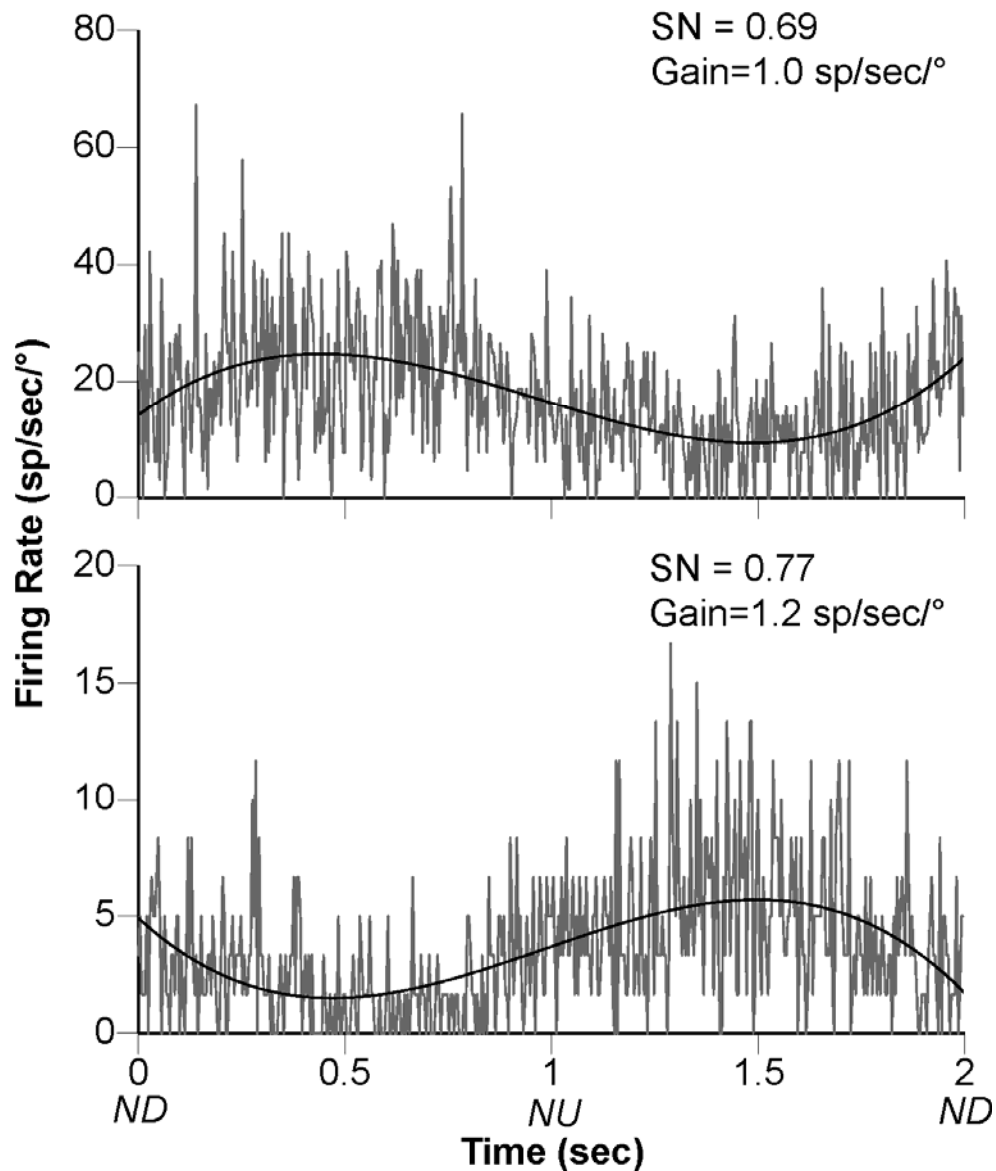 80
SN = 0.69
Gain=1.0 sp/sec/°
60
40
20
0
Firing Rate (sp/sec/°)
20
SN = 0.77
Gain=1.2 sp/sec/°
15
10
5
0
0 0.5 1 1.5 2
ND NU ND
Time (sec)